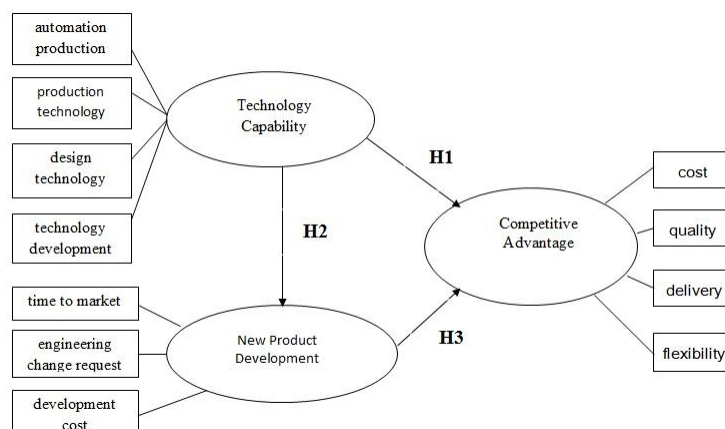 automation
production
production
technology
design
technology
technology
development
time to market
engineering
change request
development
cost
Technology
Capability
H1
H2
New Product
Development
H3
Competitive
Advantage
cost
quality
delivery
flexibility